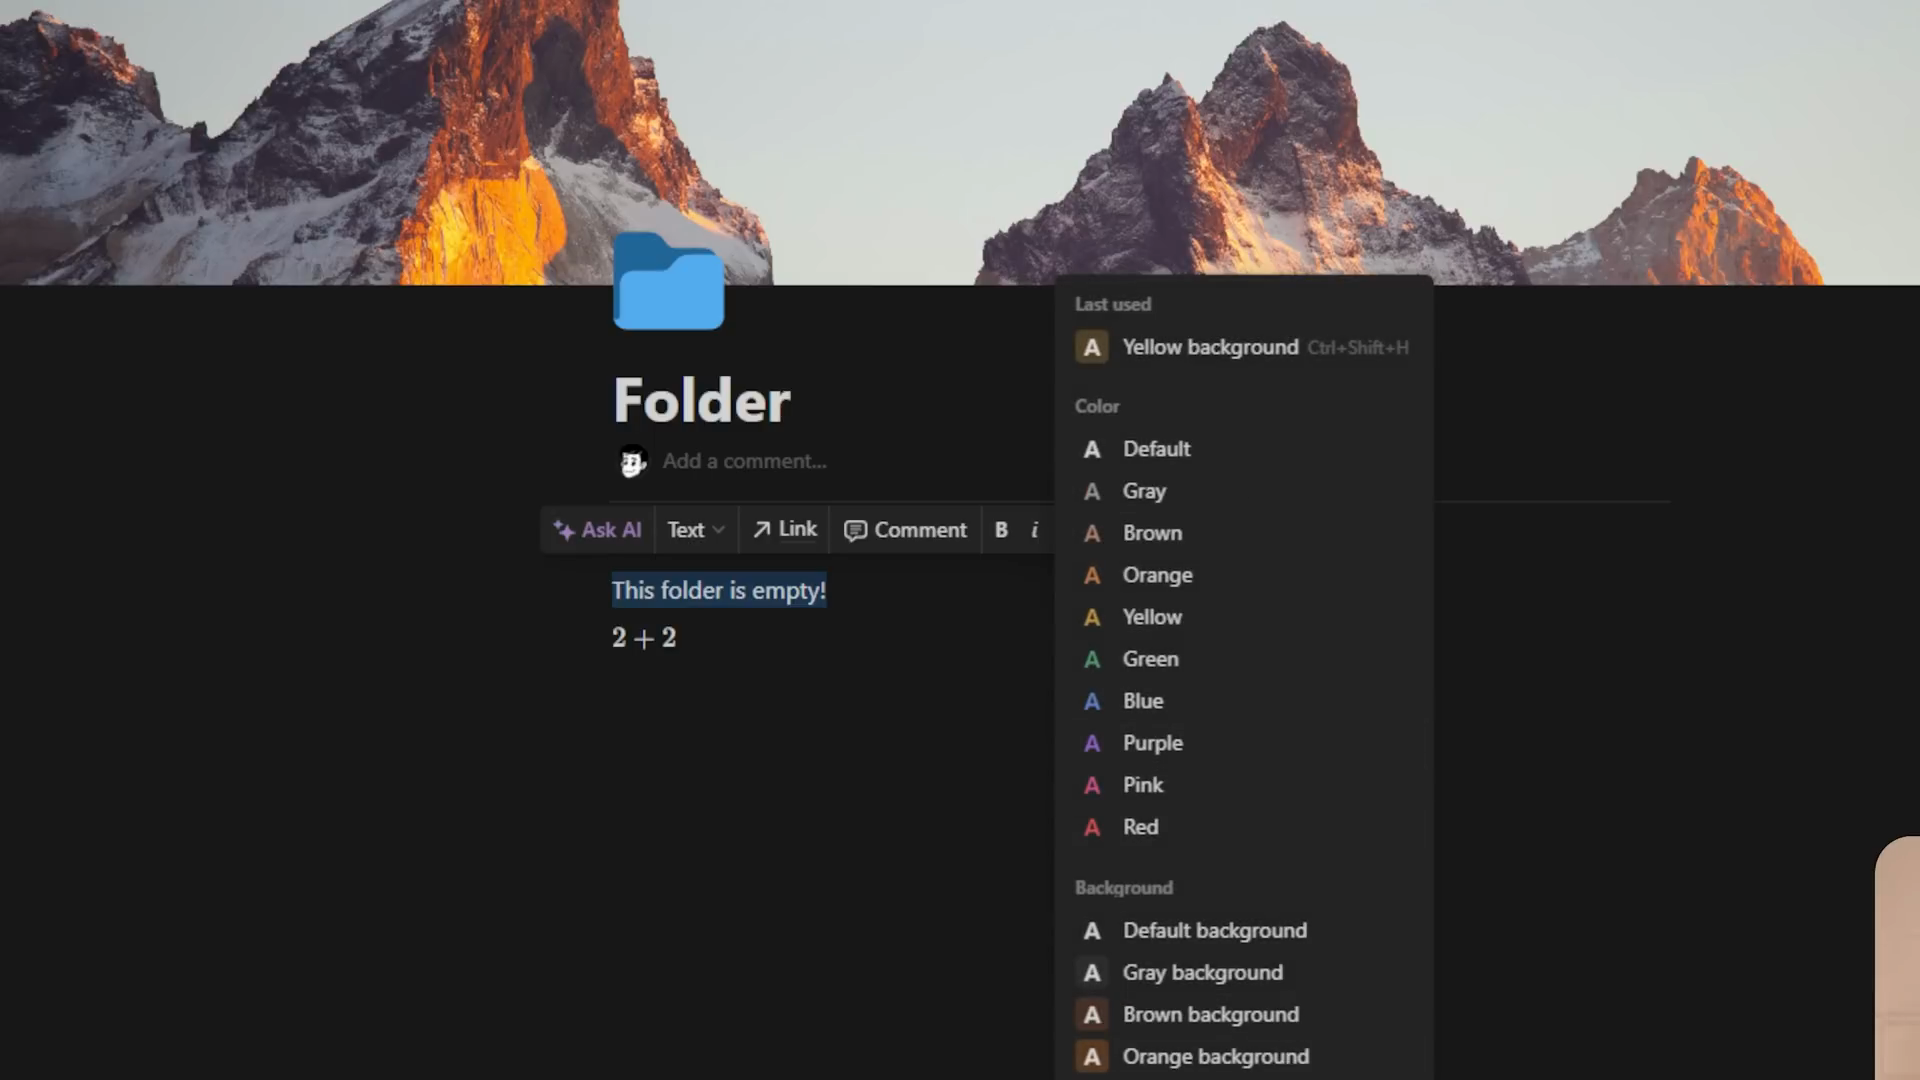 Folder
Add a comment...
Ask AI Text Link Comment B i
This folder is empty!
2 + 2
Last used
A Yellow background Ctrl+Shift+H
Color
A Default
A Gray
A Brown
A Orange
A Yellow
A Green
A Blue
A Purple
A Pink
A Red
Background
A Default background
A Gray background
A Brown background
A Orange background